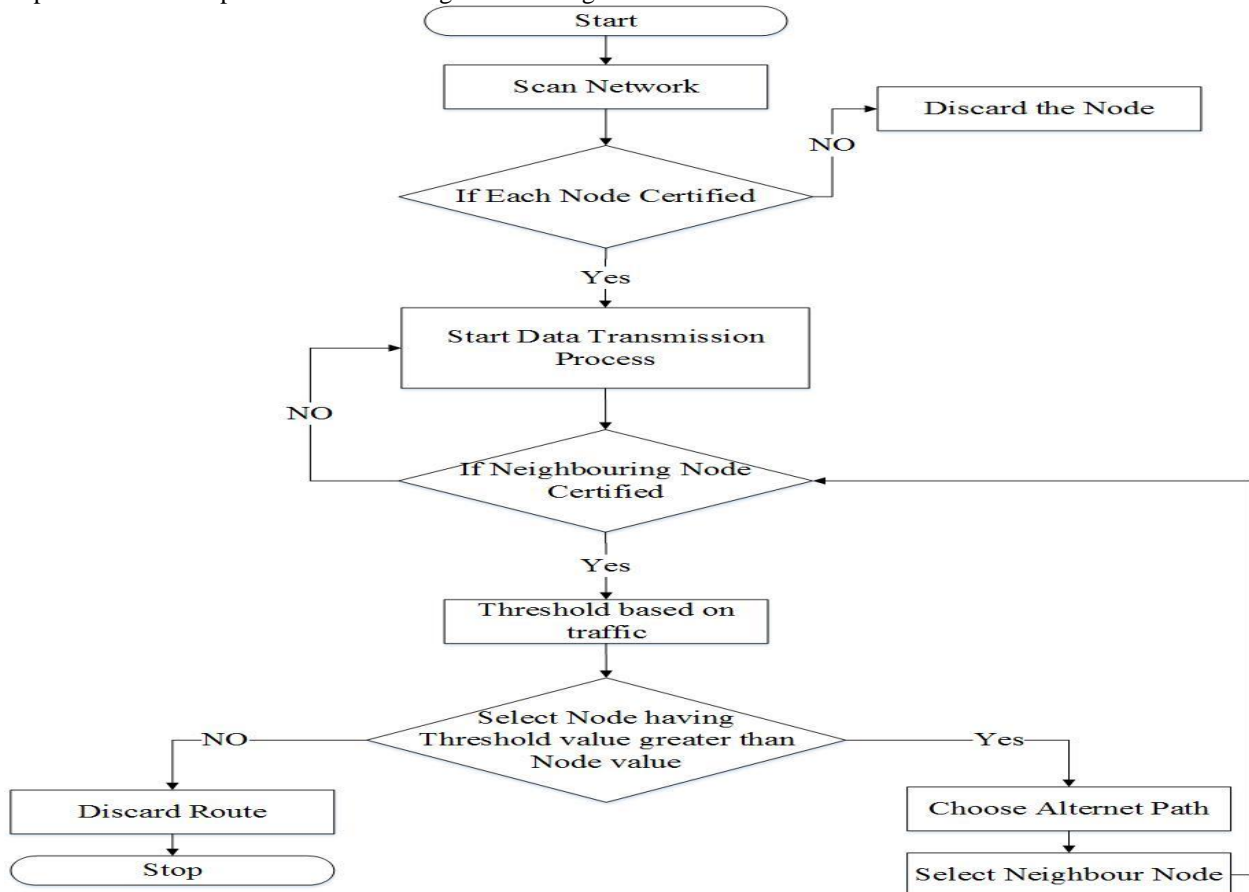 Start
Scan Network
Discard the Node
NO
If Each Node Certified
Yes
Start Data Transmission
Process
NO
If Neighbouring Node
Certified
Yes
Threshold based on
traffic
Select Node having
Threshold value greater than
Node value
NO
Yes
Discard Route
Choose Alternet Path
Stop
Select Neighbour Node